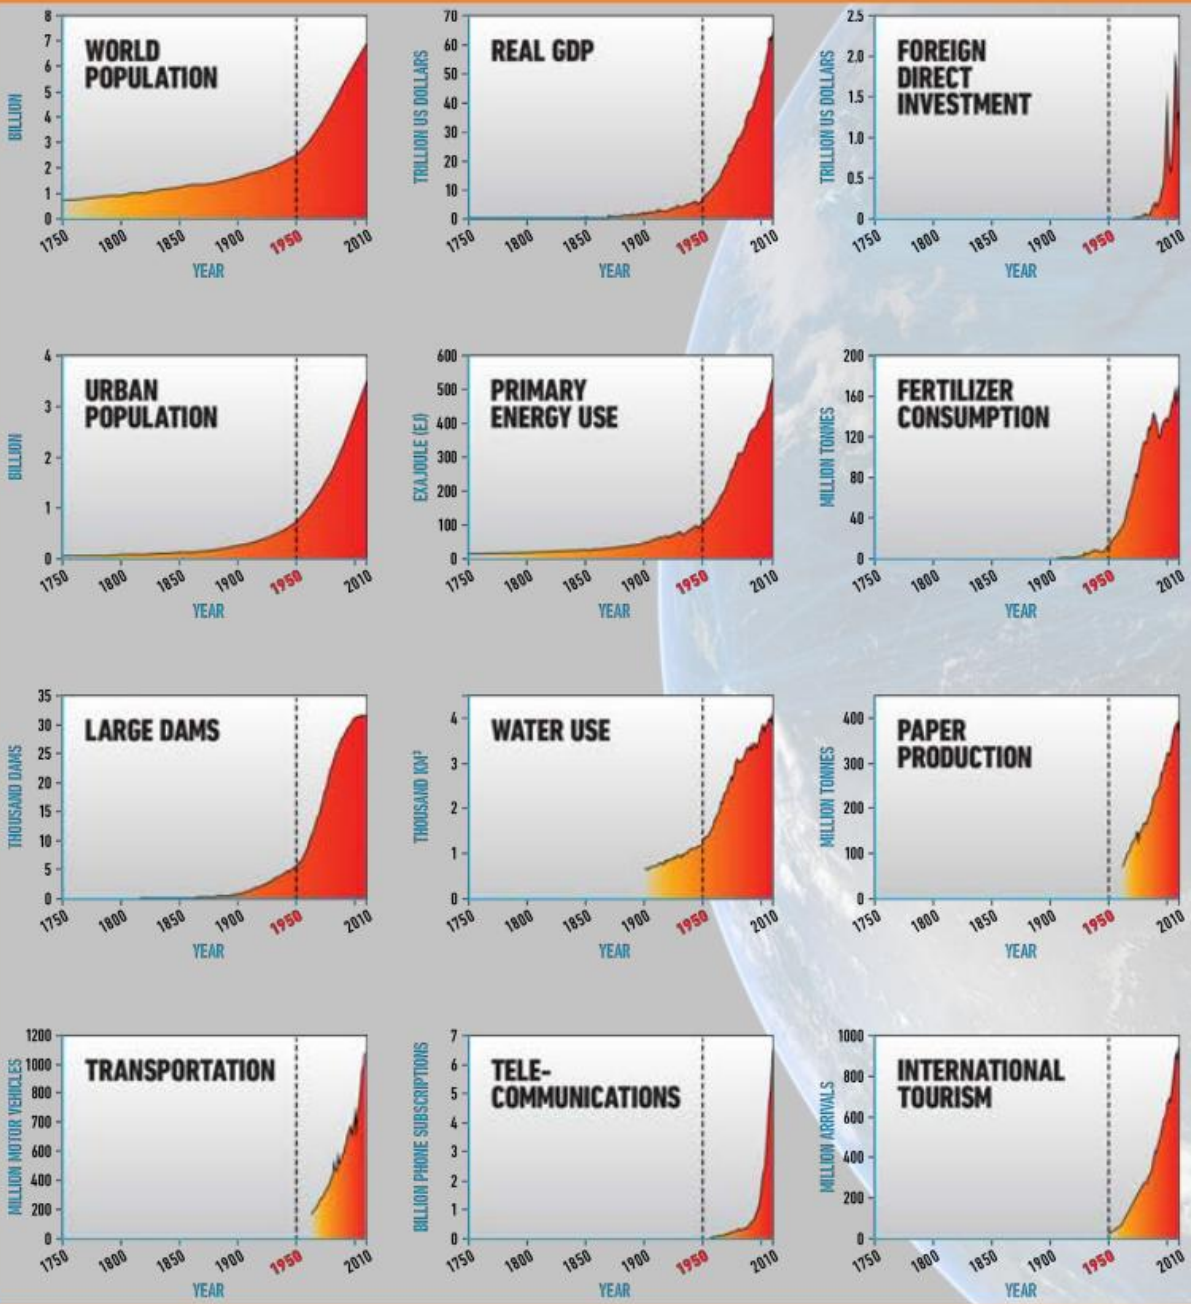 WORLD
POPULATION
BILLION
8
7
6
5
4
3
2
1
0
1750 1800 1850 1900 1950 2010
YEAR
REAL GDP
TRILLION US DOLLARS
70
60
50
40
30
20
10
0
1750 1800 1850 1900 1950 2010
YEAR
FOREIGN
DIRECT
INVESTMENT
TRILLION US DOLLARS
2.5
2.0
1.5
1.0
0.5
0
1750 1800 1850 1900 1950 2010
YEAR
URBAN
POPULATION
BILLION
4
3
2
1
0
1750 1800 1850 1900 1950 2010
YEAR
PRIMARY
ENERGY USE
EXAJOULE (EJ)
600
500
400
300
200
100
0
1750 1800 1850 1900 1950 2010
YEAR
FERTILIZER
CONSUMPTION
MILLION TONNES
200
160
120
80
40
0
1750 1800 1850 1900 1950 2010
YEAR
LARGE DAMS
THOUSAND DAMS
35
30
25
20
15
10
5
0
1750 1800 1850 1900 1950 2010
YEAR
WATER USE
THOUSAND KM³
4
3
2
1
0
1750 1800 1850 1900 1950 2010
YEAR
PAPER
PRODUCTION
MILLION TONNES
400
300
200
100
0
1750 1800 1850 1900 1950 2010
YEAR
TRANSPORTATION
MILLION MOTOR VEHICLES
1200
1000
800
700
600
400
200
0
1750 1800 1850 1900 1950 2010
YEAR
TELE-
COMMUNICATIONS
BILLION PHONE SUBSCRIPTIONS
7
6
5
4
3
2
1
0
1750 1800 1850 1900 1950 2010
YEAR
INTERNATIONAL
TOURISM
MILLION ARRIVALS
1000
800
600
400
200
0
1750 1800 1850 1900 1950 2010
YEAR